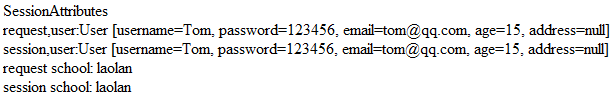 SessionAttributes
request,user:User [username=Tom, password=123456, email=tom@qq.com, age=15, address=null]
session,user:User [username=Tom, password=123456, email=tom@qq.com, age=15, address=null]
request school: laolan
session school: laolan